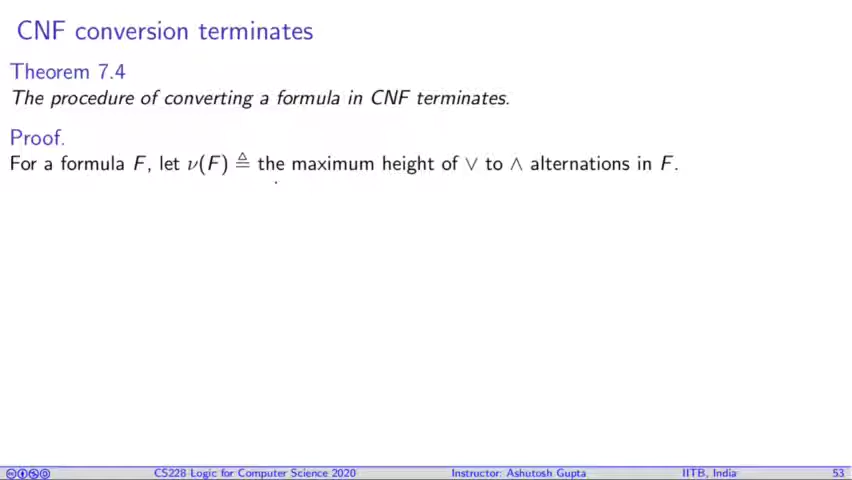 CNF conversion terminates
Theorem 7.4
The procedure of converting a formula in CNF terminates.
Proof.
For a formula F, let ν(F) ≜ the maximum height of ∨ to ∧ alternations in F.
CS228 Logic for Computer Science 2020 Instructor: Ashutosh Gupta IITB, India 53